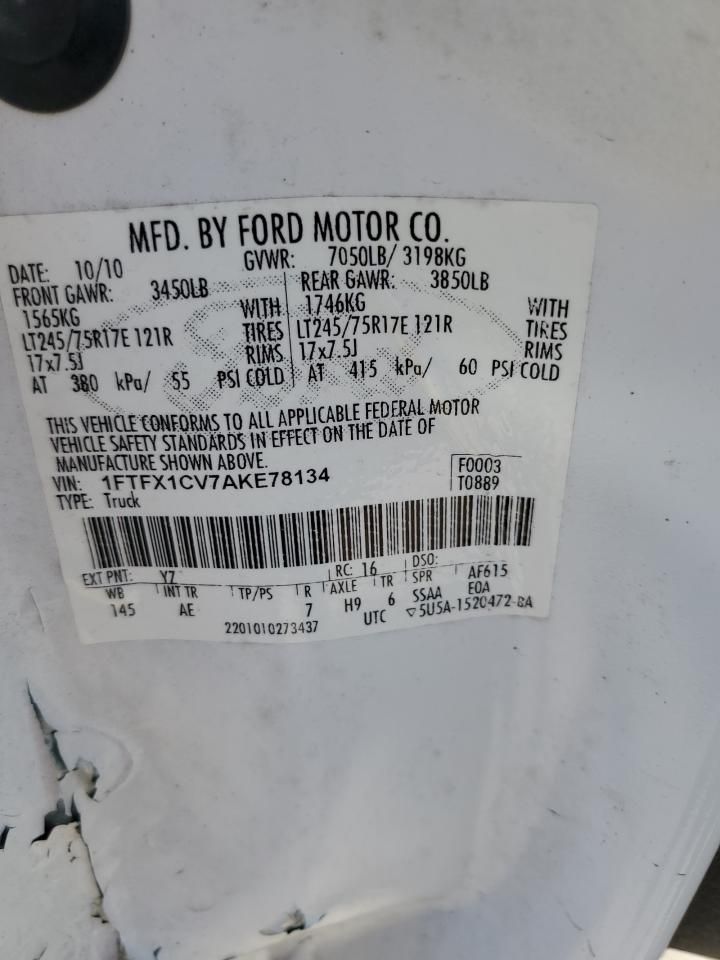 MFD. BY FORD MOTOR CO.
DATE: 10/10 GVWR: 7050LB/ 3198KG
FRONT GAWR: 3450LB REAR GAWR: 3850LB
1565KG WITH 1746KG WITH
LT245/75R17E 121R TIRES LT245/75R17E 121R TIRES
17x7.5J RIMS 17x7.5J RIMS
AT 380 kPa/ 55 PSI COLD AT 415 kPa/ 60 PSI COLD
THIS VEHICLE CONFORMS TO ALL APPLICABLE FEDERAL MOTOR
VEHICLE SAFETY STANDARDS IN EFFECT ON THE DATE OF
MANUFACTURE SHOWN ABOVE.
VIN: 1FTFX1CV7AKE78134 F0003
TYPE: Truck T0889
EXT PNT: YZ RC: 16 DSO:
WB INT TR TP/PS R AXLE TR SPR AF615
145 AE 7 H9 6 SSAA EOA
2201010273437 UTC ▽5U5A-1520472-BA